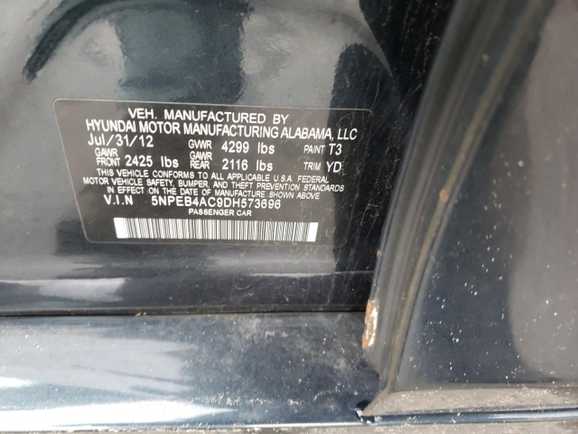 VEH. MANUFACTURED BY
HYUNDAI MOTOR MANUFACTURING ALABAMA, LLC
Jul/31/12 GVWR 4299 lbs PAINT T3
GAWR FRONT 2425 lbs GAWR REAR 2116 lbs TRIM YD
THIS VEHICLE CONFORMS TO ALL APPLICABLE U.S.A. FEDERAL
MOTOR VEHICLE SAFETY, BUMPER, AND THEFT PREVENTION STANDARDS
IN EFFECT ON THE DATE OF MANUFACTURE SHOWN ABOVE.
V.I.N 5NPEB4AC9DH573696
PASSENGER CAR